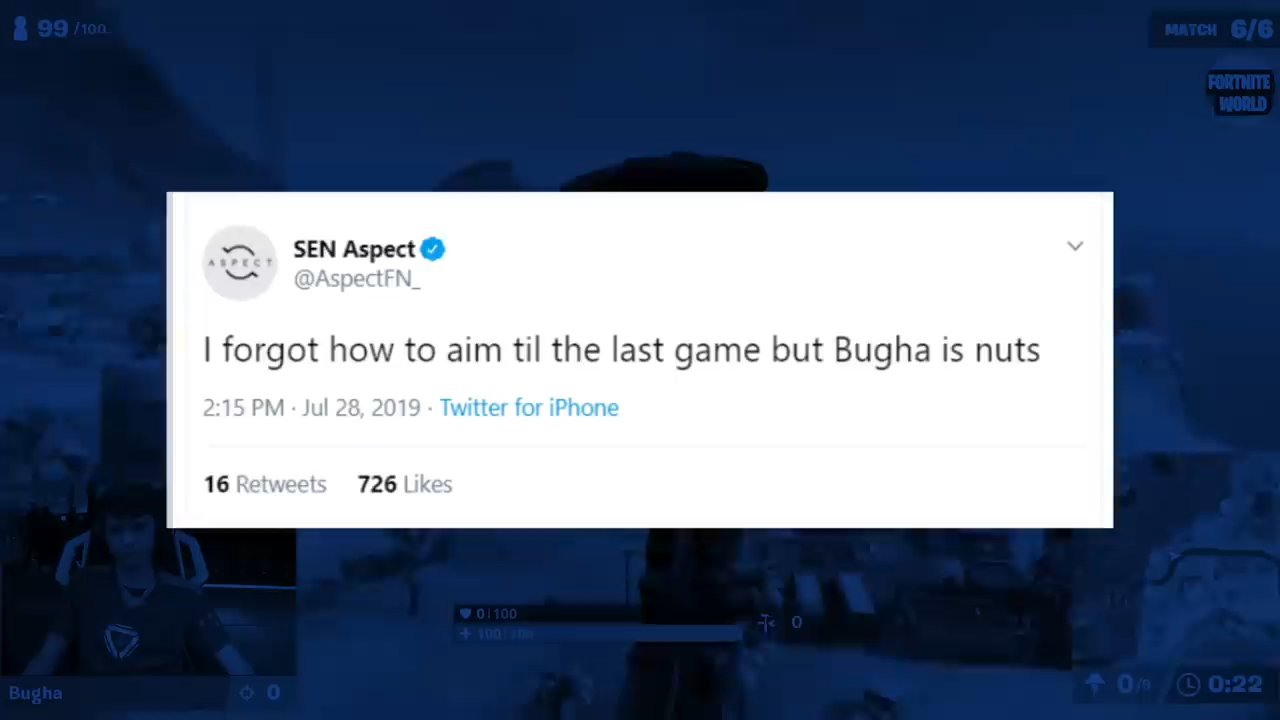 99 /100
MATCH 6/6
FORTNITE
WORLD
ASPECT
SEN Aspect
@AspectFN_
I forgot how to aim til the last game but Bugha is nuts
2:15 PM · Jul 28, 2019 · Twitter for iPhone
16 Retweets 726 Likes
0/100
100/100
0
Bugha 0
0/9 0:22